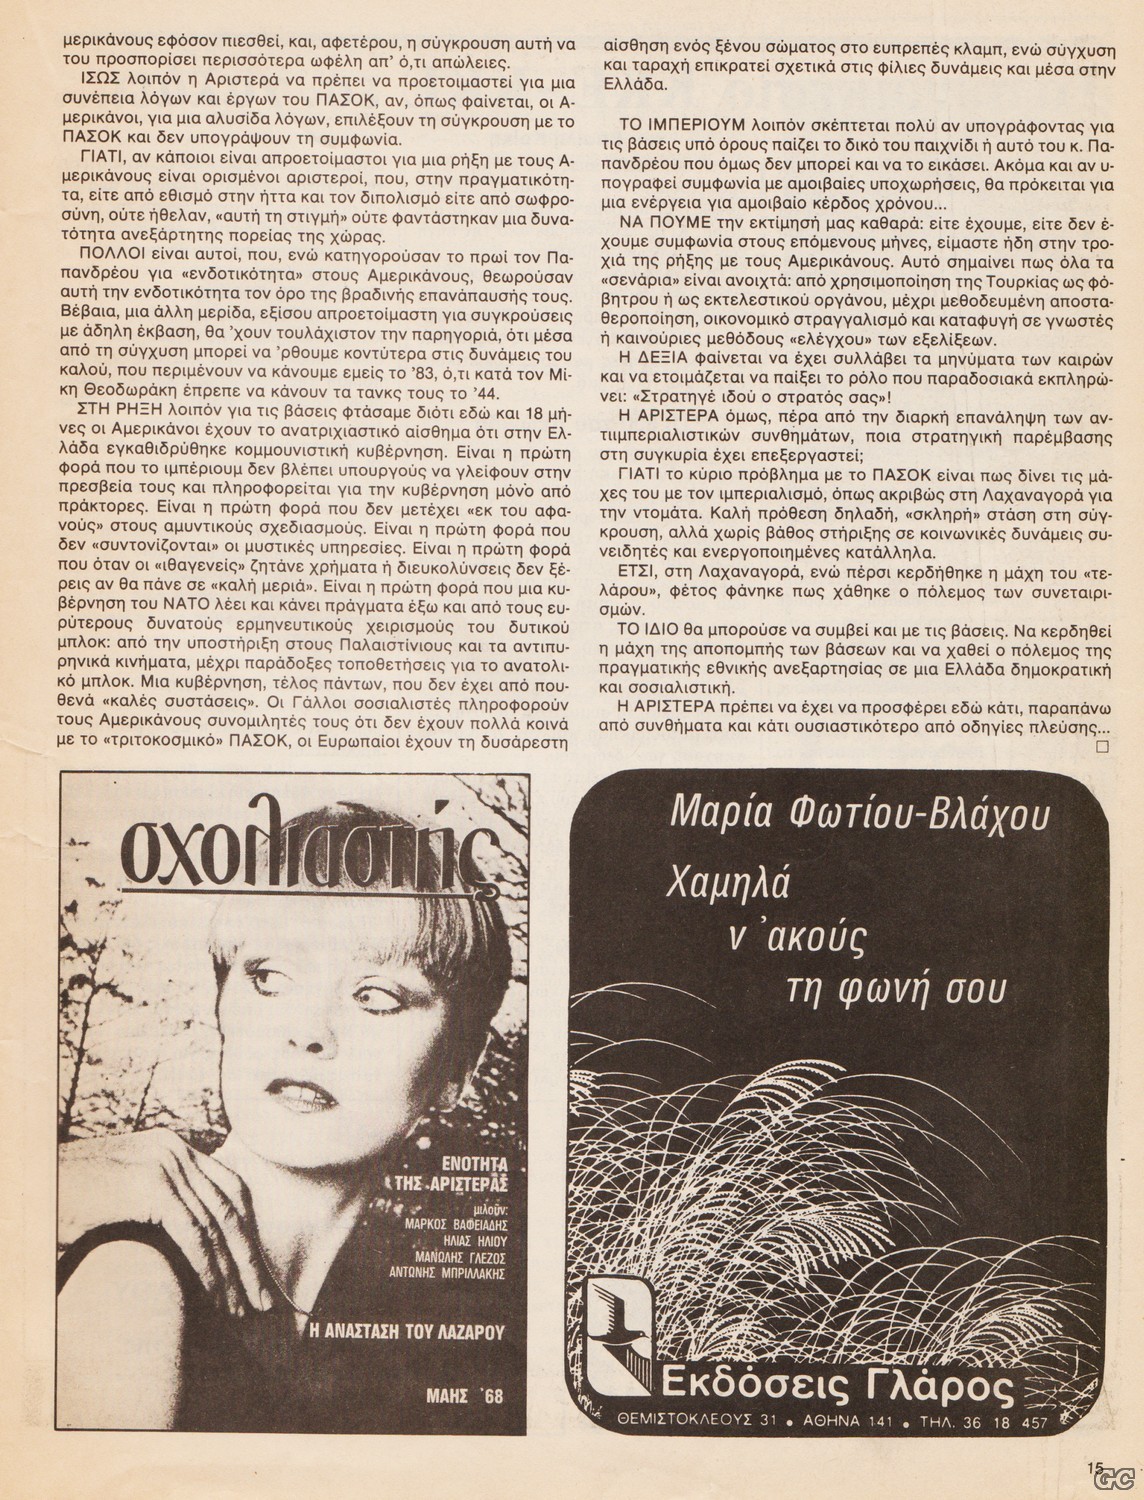 μερικάνους εφόσον πιεσθεί, και, αφετέρου, η σύγκρουση αυτή να
του προσπορίσει περισσότερα ωφέλη απ' ό,τι απώλειες.
ΙΣΩΣ λοιπόν η Αριστερά να πρέπει να προετοιμαστεί για μια
συνέπεια λόγων και έργων του ΠΑΣΟΚ, αν, όπως φαίνεται, οι Α-
μερικάνοι, για μια αλυσίδα λόγων, επιλέξουν τη σύγκρουση με το
ΠΑΣΟΚ και δεν υπογράψουν τη συμφωνία.
ΓΙΑΤΙ, αν κάποιοι είναι απροετοίμαστοι για μια ρήξη με τους Α-
μερικάνους είναι ορισμένοι αριστεροί, που, στην πραγματικότη-
τα, είτε από εθισμό στην ήττα και τον διπολισμό είτε από σωφρο-
σύνη, ούτε ήθελαν, «αυτή τη στιγμή» ούτε φαντάστηκαν μια δυνα-
τότητα ανεξάρτητης πορείας της χώρας.
ΠΟΛΛΟΙ είναι αυτοί, που, ενώ κατηγορούσαν το πρωί τον Πα-
πανδρέου για «ενδοτικότητα» στους Αμερικάνους, θεωρούσαν
αυτή την ενδοτικότητα τον όρο της βραδινής επανάπαυσής τους.
Βέβαια, μια άλλη μερίδα, εξίσου απροετοίμαστη για συγκρούσεις
με άδηλη έκβαση, θα 'χουν τουλάχιστον την παρηγοριά, ότι μέσα
από τη σύγχυση μπορεί να 'ρθουμε κοντύτερα στις δυνάμεις του
καλού, που περιμένουν να κάνουμε εμείς το '83, ό,τι κατά τον Μί-
κη Θεοδωράκη έπρεπε να κάνουν τα τανκς τους το '44.
ΣΤΗ ΡΗΞΗ λοιπόν για τις βάσεις φτάσαμε διότι εδώ και 18 μή-
νες οι Αμερικάνοι έχουν το ανατριχιαστικό αίσθημα ότι στην Ελ-
λάδα εγκαθιδρύθηκε κομμουνιστική κυβέρνηση. Είναι η πρώτη
φορά που το ιμπέριουμ δεν βλέπει υπουργούς να γλείφουν στην
πρεσβεία τους και πληροφορείται για την κυβέρνηση μόνο από
πράκτορες. Είναι η πρώτη φορά που δεν μετέχει «εκ του αφα-
νούς» στους αμυντικούς σχεδιασμούς. Είναι η πρώτη φορά που
δεν «συντονίζονται» οι μυστικές υπηρεσίες. Είναι η πρώτη φορά
που όταν οι «ιθαγενείς» ζητάνε χρήματα ή διευκολύνσεις δεν ξέ-
ρεις αν θα πάνε σε «καλή μεριά». Είναι η πρώτη φορά που μια κυ-
βέρνηση του ΝΑΤΟ λέει και κάνει πράγματα έξω και από τους ευ-
ρύτερους δυνατούς ερμηνευτικούς χειρισμούς του δυτικού
μπλοκ: από την υποστήριξη στους Παλαιστίνιους και τα αντιπυ-
ρηνικά κινήματα, μέχρι παράδοξες τοποθετήσεις για το ανατολι-
κό μπλοκ. Μια κυβέρνηση, τέλος πάντων, που δεν έχει από που-
θενά «καλές συστάσεις». Οι Γάλλοι σοσιαλιστές πληροφορούν
τους Αμερικάνους συνομιλητές τους ότι δεν έχουν πολλά κοινά
με το «τριτοκοσμικό» ΠΑΣΟΚ, οι Ευρωπαίοι έχουν τη δυσάρεστη
αίσθηση ενός ξένου σώματος στο ευπρεπές κλαμπ, ενώ σύγχυση
και ταραχή επικρατεί σχετικά στις φίλιες δυνάμεις και μέσα στην
Ελλάδα.
ΤΟ ΙΜΠΕΡΙΟΥΜ λοιπόν σκέπτεται πολύ αν υπογράφοντας για
τις βάσεις υπό όρους παίζει το δικό του παιχνίδι ή αυτό του κ. Πα-
πανδρέου που όμως δεν μπορεί και να το εικάσει. Ακόμα και αν υ-
πογραφεί συμφωνία με αμοιβαίες υποχωρήσεις, θα πρόκειται για
μια ενέργεια για αμοιβαίο κέρδος χρόνου...
ΝΑ ΠΟΥΜΕ την εκτίμησή μας καθαρά: είτε έχουμε, είτε δεν έ-
χουμε συμφωνία στους επόμενους μήνες, είμαστε ήδη στην τρο-
χιά της ρήξης με τους Αμερικάνους. Αυτό σημαίνει πως όλα τα
«σενάρια» είναι ανοιχτά: από χρησιμοποίηση της Τουρκίας ως φό-
βητρου ή ως εκτελεστικού οργάνου, μέχρι μεθοδευμένη αποστα-
θεροποίηση, οικονομικό στραγγαλισμό και καταφυγή σε γνωστές
ή καινούριες μεθόδους «ελέγχου» των εξελίξεων.
Η ΔΕΞΙΑ φαίνεται να έχει συλλάβει τα μηνύματα των καιρών
και να ετοιμάζεται να παίξει το ρόλο που παραδοσιακά εκπληρώ-
νει: «Στρατηγέ ιδού ο στρατός σας»!
Η ΑΡΙΣΤΕΡΑ όμως, πέρα από την διαρκή επανάληψη των αν-
τιιμπεριαλιστικών συνθημάτων, ποια στρατηγική παρέμβασης
στη συγκυρία έχει επεξεργαστεί;
ΓΙΑΤΙ το κύριο πρόβλημα με το ΠΑΣΟΚ είναι πως δίνει τις μά-
χες του με τον ιμπεριαλισμό, όπως ακριβώς στη Λαχαναγορά για
την ντομάτα. Καλή πρόθεση δηλαδή, «σκληρή» στάση στη σύγ-
κρουση, αλλά χωρίς βάθος στήριξης σε κοινωνικές δυνάμεις συ-
νειδητές και ενεργοποιημένες κατάλληλα.
ΕΤΣΙ, στη Λαχαναγορά, ενώ πέρσι κερδήθηκε η μάχη του «τε-
λάρου», φέτος φάνηκε πως χάθηκε ο πόλεμος των συνεταιρι-
σμών.
ΤΟ ΙΔΙΟ θα μπορούσε να συμβεί και με τις βάσεις. Να κερδηθεί
η μάχη της αποπομπής των βάσεων και να χαθεί ο πόλεμος της
πραγματικής εθνικής ανεξαρτησίας σε μια Ελλάδα δημοκρατική
και σοσιαλιστική.
Η ΑΡΙΣΤΕΡΑ πρέπει να έχει να προσφέρει εδώ κάτι, παραπάνω
από συνθήματα και κάτι ουσιαστικότερο από οδηγίες πλεύσης...
σχολιαστής
ΕΝΟΤΗΤΑ
ΤΗΣ ΑΡΙΣΤΕΡΑΣ
μιλοῦν:
ΜΑΡΚΟΣ ΒΑΦΕΙΑΔΗΣ
ΗΛΙΑΣ ΗΛΙΟΥ
ΜΑΝΩΛΗΣ ΓΛΕΖΟΣ
ΑΝΤΩΝΗΣ ΜΠΡΙΛΛΑΚΗΣ
Η ΑΝΑΣΤΑΣΗ ΤΟΥ ΛΑΖΑΡΟΥ
ΜΑΗΣ '68
Μαρία Φωτίου-Βλάχου
Χαμηλά
ν 'ακούς
τη φωνή σου
Εκδόσεις Γλάρος
ΘΕΜΙΣΤΟΚΛΕΟΥΣ 31 • ΑΘΗΝΑ 141 • ΤΗΛ. 36 18 457
15
GC